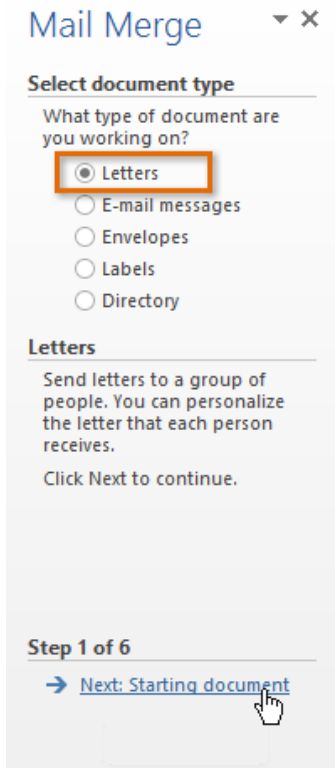 Mail Merge
Select document type
What type of document are
you working on?
Letters
E-mail messages
Envelopes
Labels
Directory
Letters
Send letters to a group of
people. You can personalize
the letter that each person
receives.
Click Next to continue.
Step 1 of 6
Next: Starting document